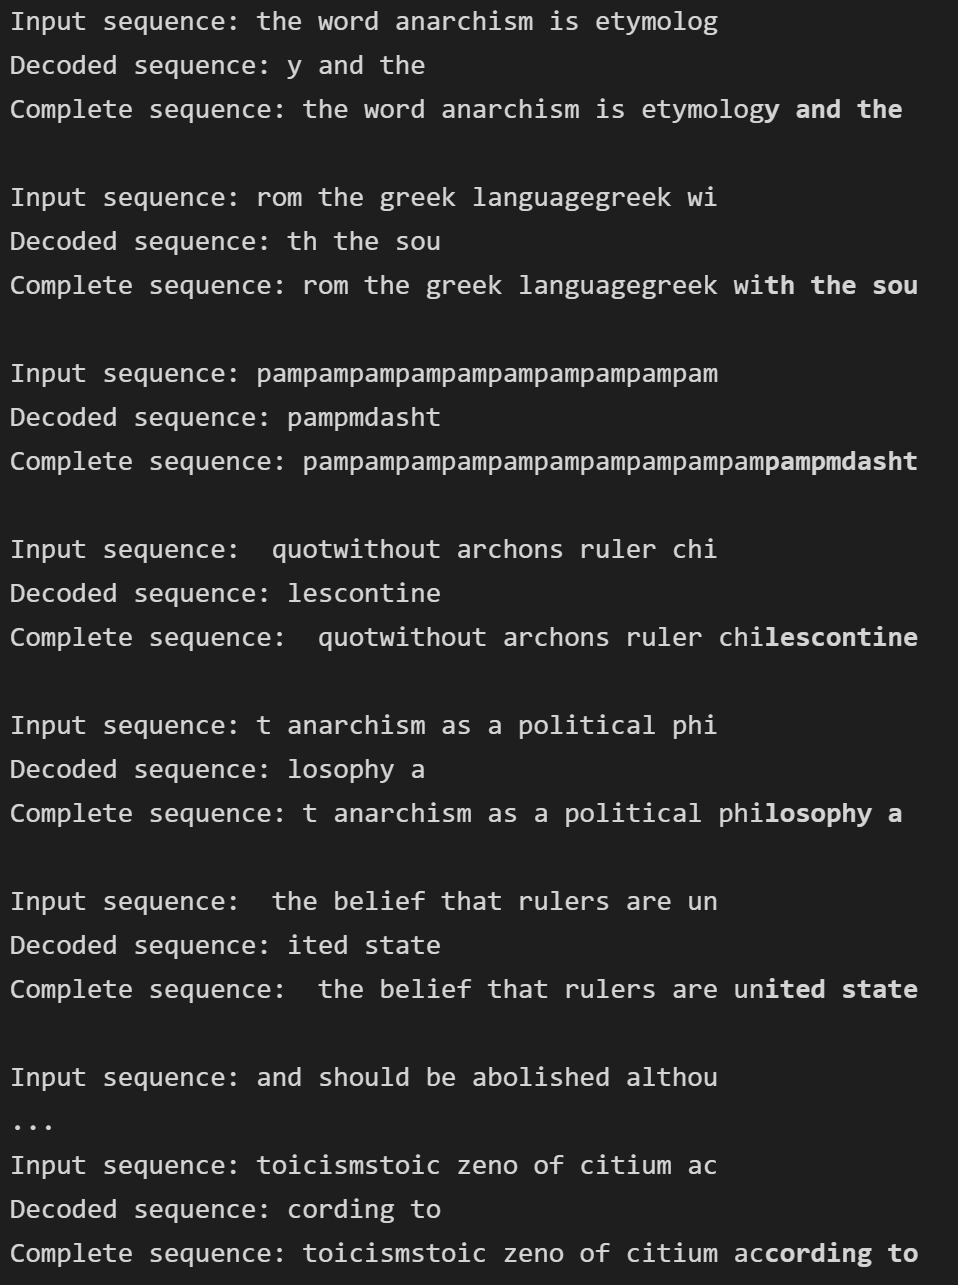 Input sequence: the word anarchism is etymolog
Decoded sequence: y and the
Complete sequence: the word anarchism is etymology and the
Input sequence: rom the greek languagegreek wi
Decoded sequence: th the sou
Complete sequence: rom the greek languagegreek with the sou
Input sequence: pampampampampampampampampampam
Decoded sequence: pampmdasht
Complete sequence: pampampampampampampampampampampampmdasht
Input sequence:  quotwithout archons ruler chi
Decoded sequence: lescontine
Complete sequence:  quotwithout archons ruler chilescontine
Input sequence: t anarchism as a political phi
Decoded sequence: losophy a
Complete sequence: t anarchism as a political philosophy a
Input sequence:  the belief that rulers are un
Decoded sequence: ited state
Complete sequence:  the belief that rulers are united state
Input sequence: and should be abolished althou
...
Input sequence: toicismstoic zeno of citium ac
Decoded sequence: cording to
Complete sequence: toicismstoic zeno of citium according to